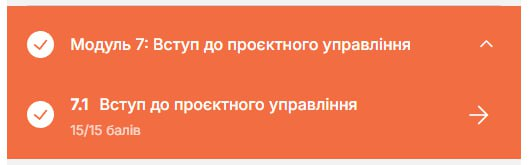 Модуль 7: Вступ до проєктного управління
7.1 Вступ до проєктного управління
15/15 балів